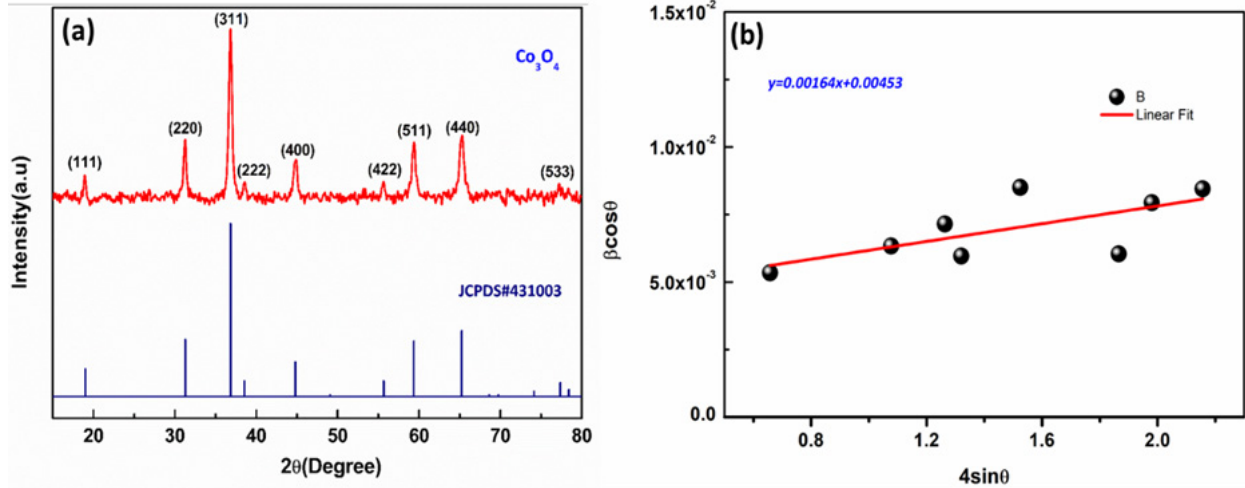 (a)
Co₃O₄
(111)
(220)
(311)
(222)
(400)
(422)
(511)
(440)
(533)
JCPDS#431003
Intensity(a.u)
20 30 40 50 60 70 80
2θ(Degree)
(b)
y=0.00164x+0.00453
B
Linear Fit
1.5x10⁻²
1.0x10⁻²
5.0x10⁻³
0.0
βcosθ
0.8 1.2 1.6 2.0
4sinθ